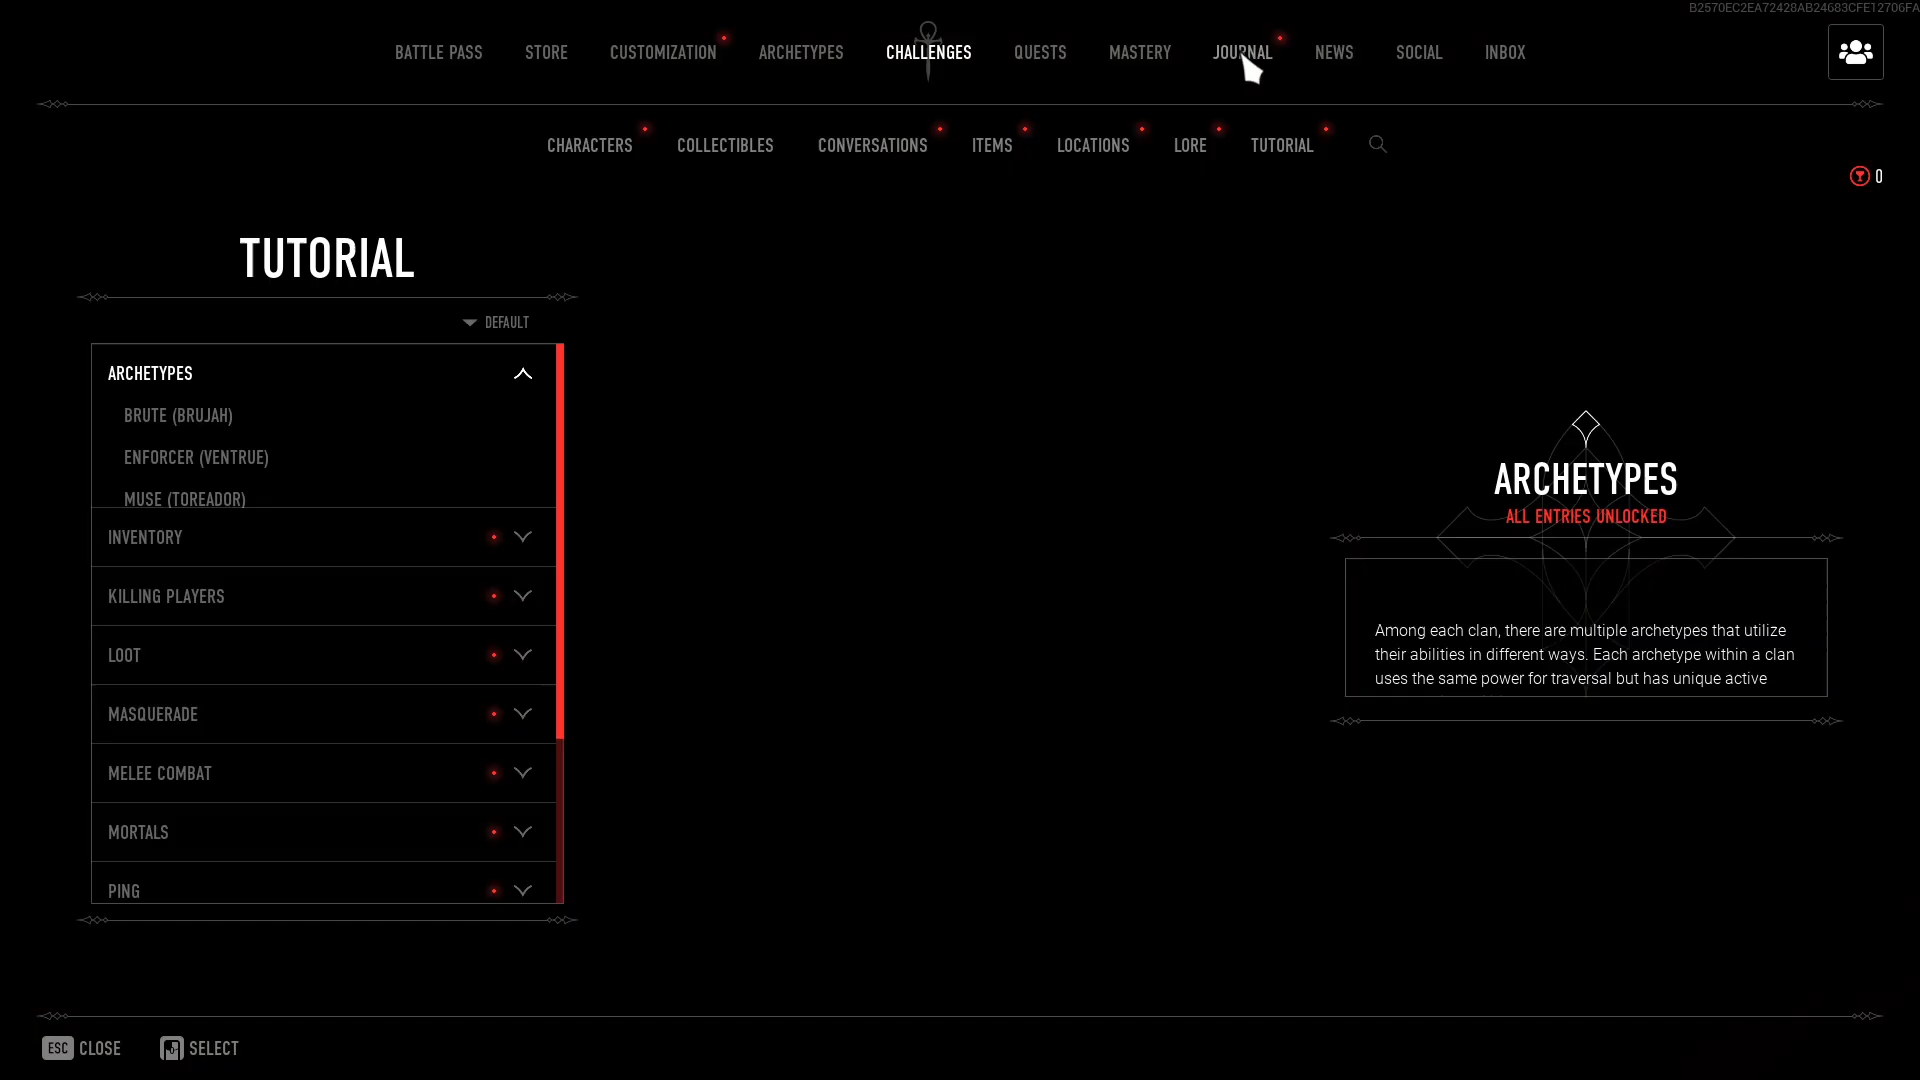 B2570EC2EA72428AB24683CFE12706FA
BATTLE PASS STORE CUSTOMIZATION ARCHETYPES CHALLENGES QUESTS MASTERY JOURNAL NEWS SOCIAL INBOX
CHARACTERS COLLECTIBLES CONVERSATIONS ITEMS LOCATIONS LORE TUTORIAL
0
TUTORIAL
DEFAULT
ARCHETYPES
BRUTE (BRUJAH)
ENFORCER (VENTRUE)
MUSE (TOREADOR)
INVENTORY
KILLING PLAYERS
LOOT
MASQUERADE
MELEE COMBAT
MORTALS
PING
ARCHETYPES
ALL ENTRIES UNLOCKED
Among each clan, there are multiple archetypes that utilize
their abilities in different ways. Each archetype within a clan
uses the same power for traversal but has unique active
ESC CLOSE SELECT